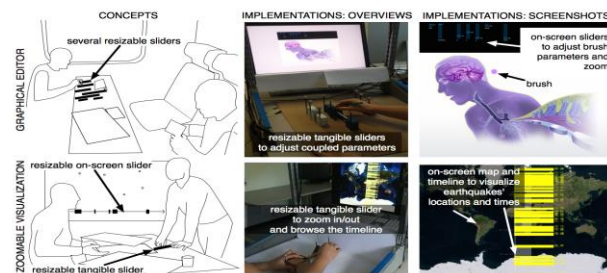 CONCEPTS
IMPLEMENTATIONS: OVERVIEWS
IMPLEMENTATIONS: SCREENSHOTS
GRAPHICAL EDITOR
several resizable sliders
resizable tangible sliders
to adjust coupled parameters
on-screen sliders
to adjust brush
parameters and
zoom
brush
ZOOMABLE VISUALIZATION
resizable on-screen slider
resizable tangible slider
resizable tangible slider
to zoom in/out
and browse the timeline
on-screen map and
timeline to visualize
earthquakes'
locations and times